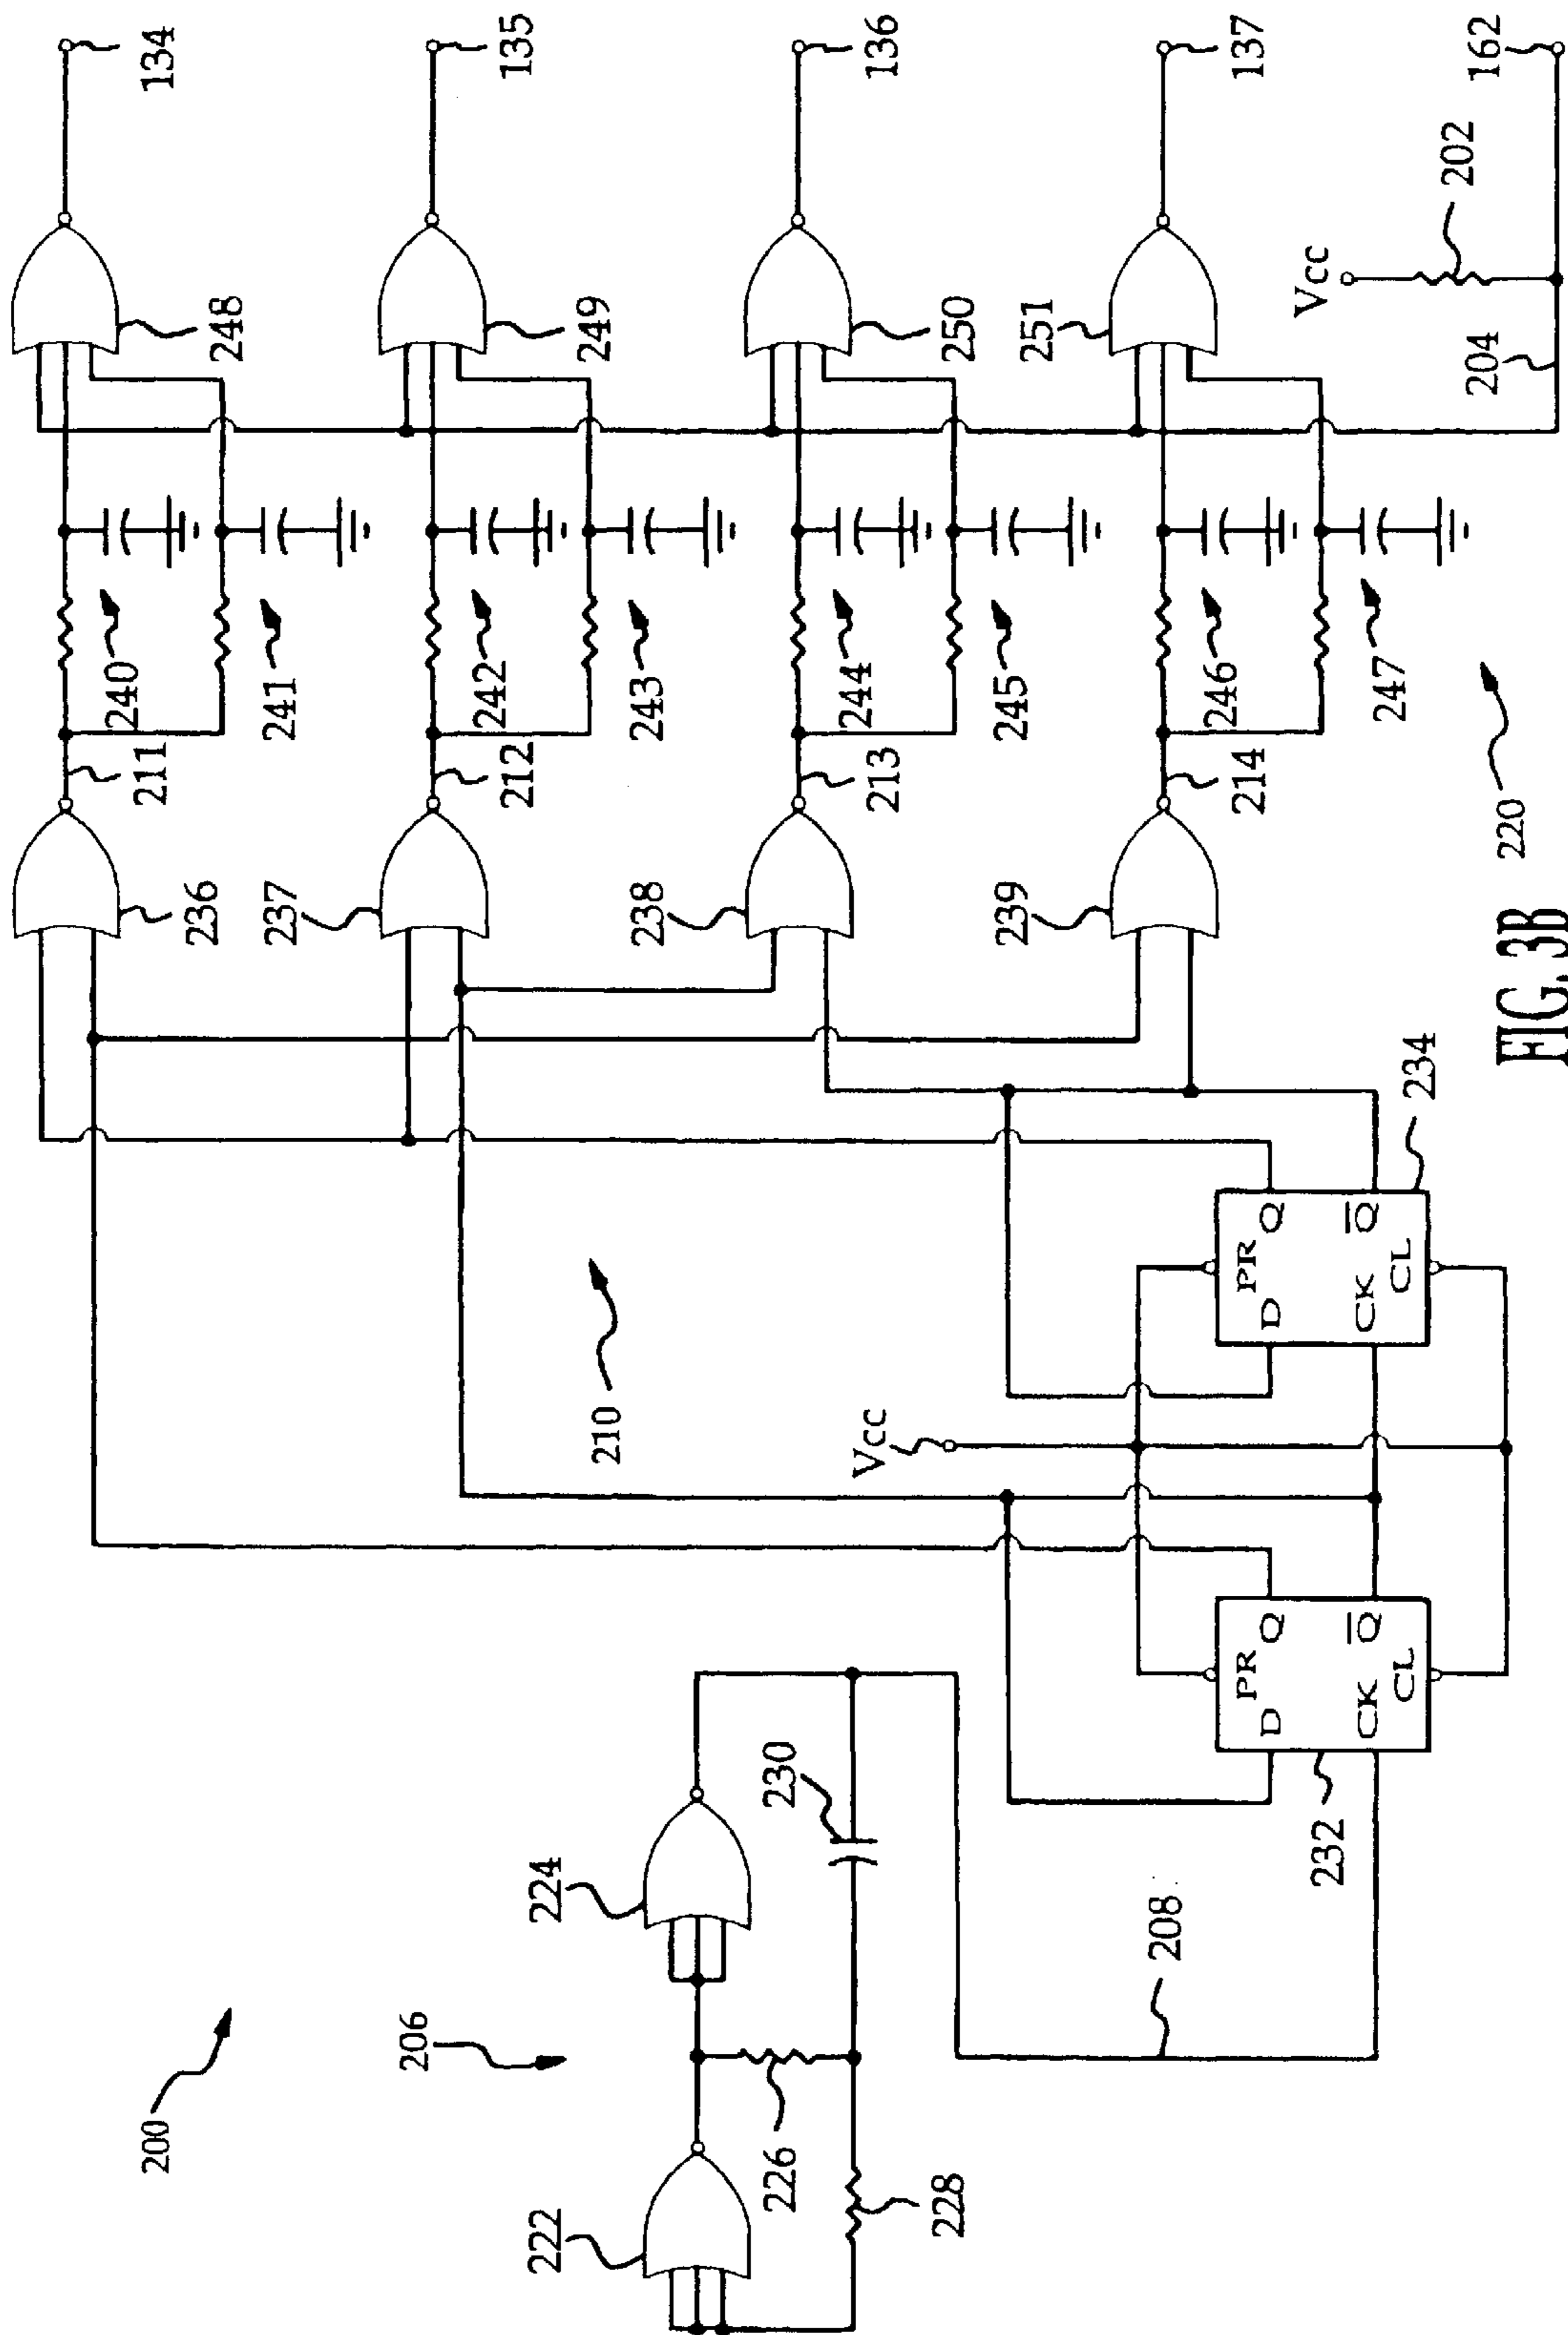 200
206
222
224
226
228
230
208
210
Vcc
D
PR
Q
CK
Q̅
CL
232
D
PR
Q
CK
Q̅
CL
234
236
237
238
239
211
212
213
214
240
241
242
243
244
245
246
247
220
248
249
250
251
134
135
136
137
Vcc
202
204
162
FIG. 3B